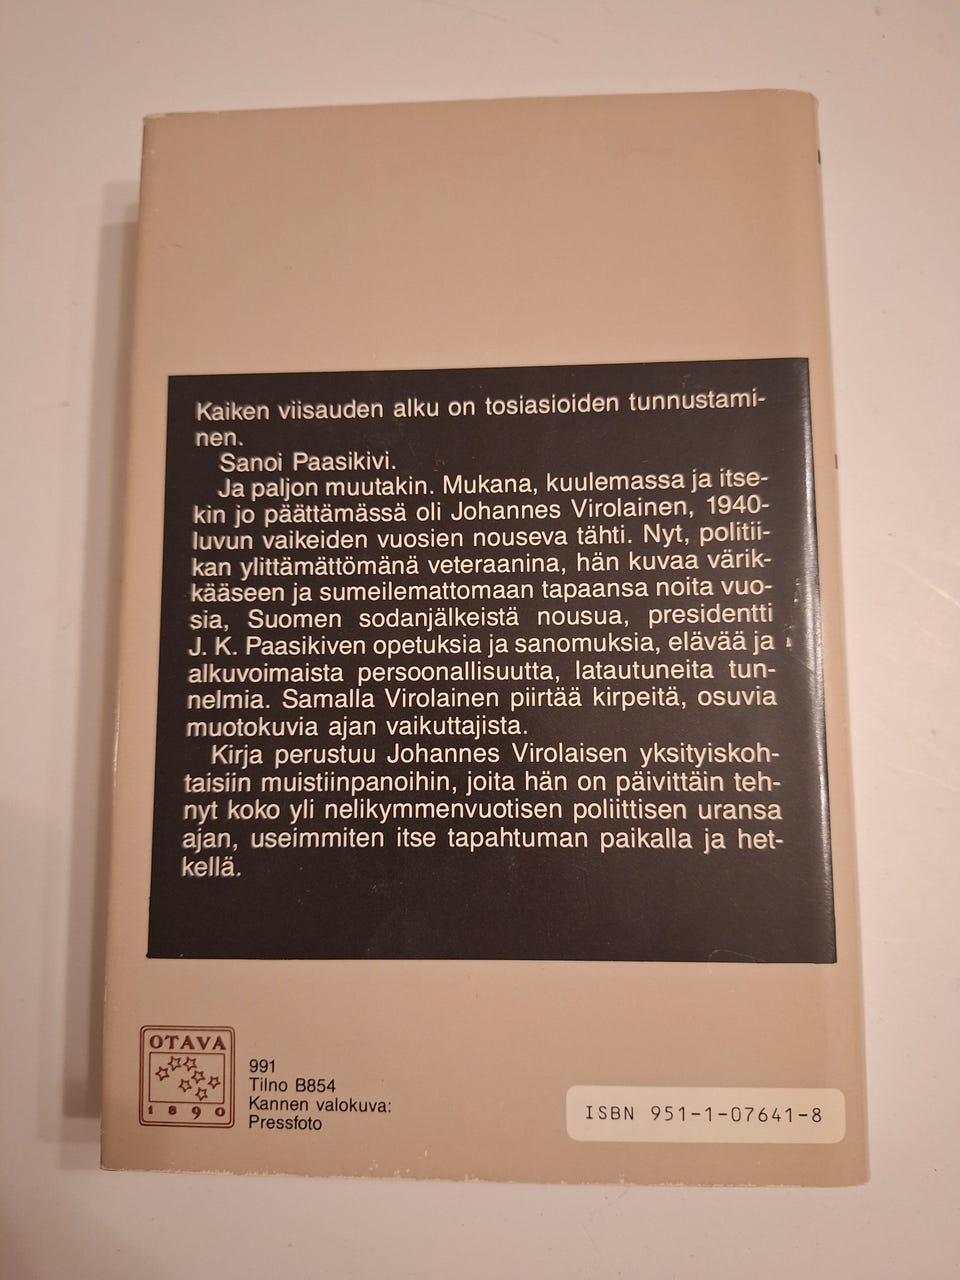 Kaiken viisauden alku on tosiasioiden tunnustami-
nen.
Sanoi Paasikivi.
Ja paljon muutakin. Mukana, kuulemassa ja itse-
kin jo päättämässä oli Johannes Virolainen, 1940-
luvun vaikeiden vuosien nouseva tähti. Nyt, politii-
kan ylittämättömänä veteraanina, hän kuvaa värik-
kääseen ja sumeilemattomaan tapaansa noita vuo-
sia, Suomen sodanjälkeistä nousua, presidentti
J. K. Paasikiven opetuksia ja sanomuksia, elävää ja
alkuvoimaista persoonallisuutta, latautuneita tun-
nelmia. Samalla Virolainen piirtää kirpeitä, osuvia
muotokuvia ajan vaikuttajista.
Kirja perustuu Johannes Virolaisen yksityiskoh-
taisiin muistiinpanoihin, joita hän on päivittäin teh-
nyt koko yli nelikymmenvuotisen poliittisen uransa
ajan, useimmiten itse tapahtuman paikalla ja het-
kellä.
OTAVA
1890
991
Tilno B854
Kannen valokuva:
Pressfoto
ISBN 951-1-07641-8